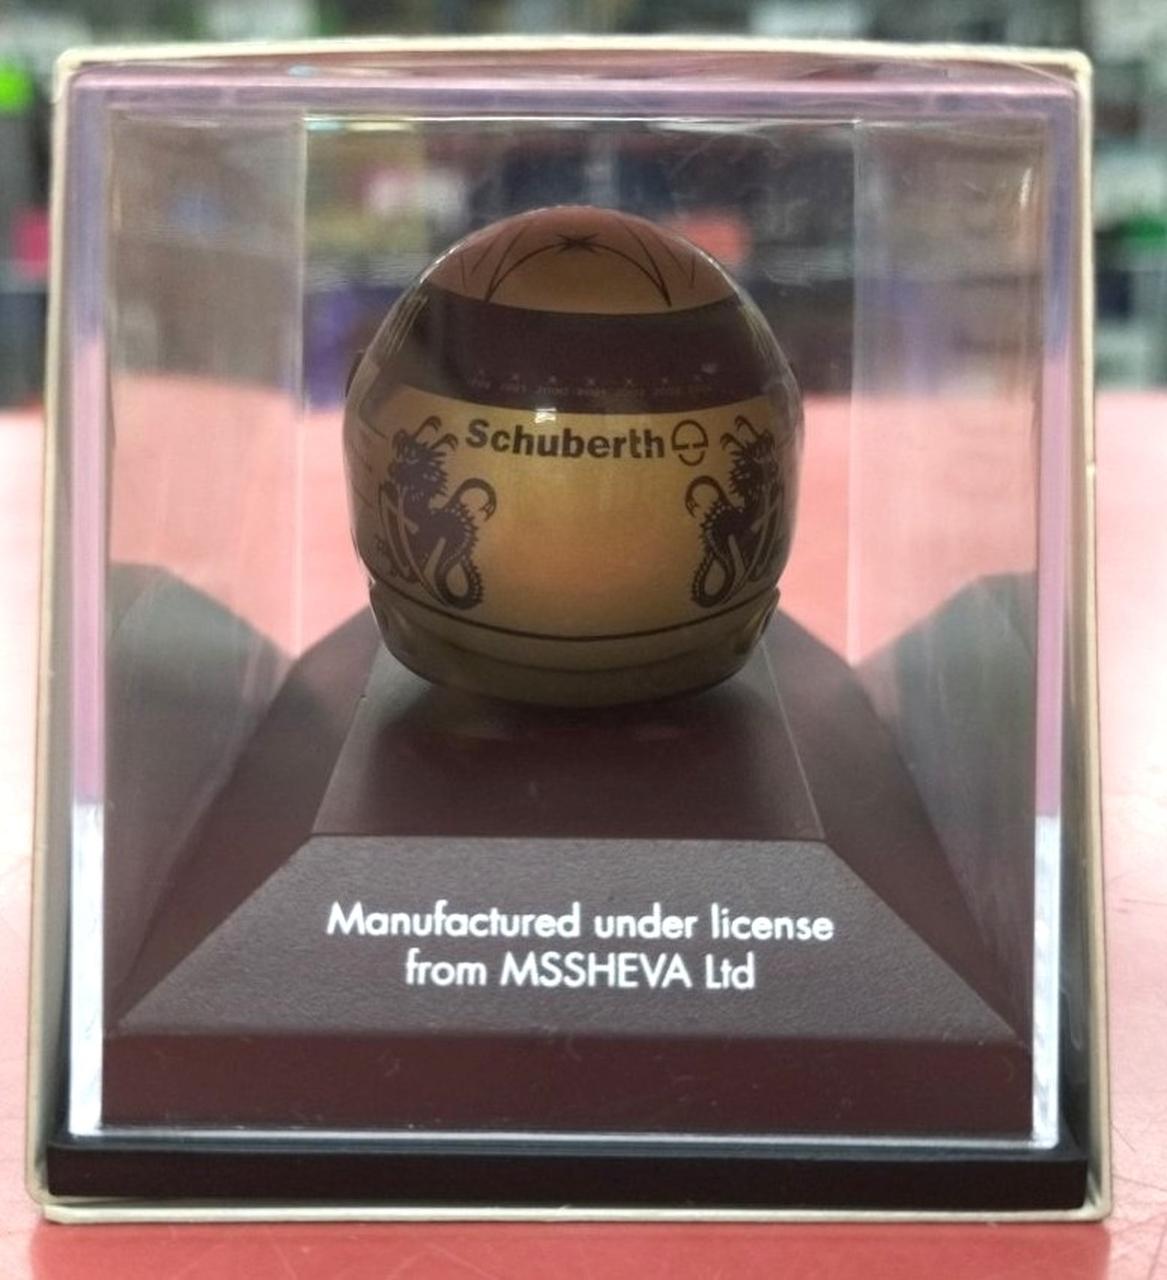 Schuberth
Manufactured under license
from MSSHEVA Ltd